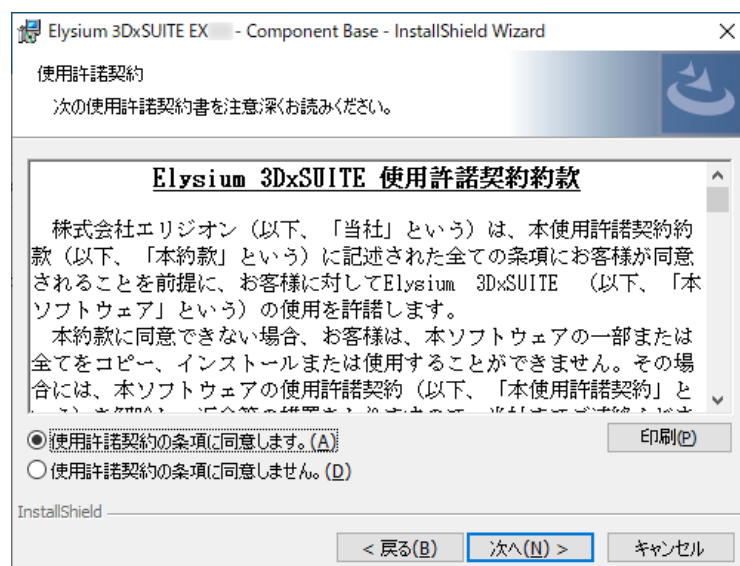 Elysium 3DxSUITE EX - Component Base - InstallShield Wizard
使用許諾契約
次の使用許諾契約書を注意深くお読みください。
Elysium 3DxSUITE 使用許諾契約約款
株式会社エリジオン（以下、「当社」という）は、本使用許諾契約約
款（以下、「本約款」という）に記述された全ての条項にお客様が同意
されることを前提に、お客様に対してElysium 3DxSUITE （以下、「本
ソフトウェア」という）の使用を許諾します。
本約款に同意できない場合、お客様は、本ソフトウェアの一部または
全てをコピー、インストールまたは使用することができません。その場
合には、本ソフトウェアの使用許諾契約（以下、「本使用許諾契約」と
使用許諾契約の条項に同意します。(A)
印刷(P)
使用許諾契約の条項に同意しません。(D)
InstallShield
< 戻る(B)
次へ(N) >
キャンセル